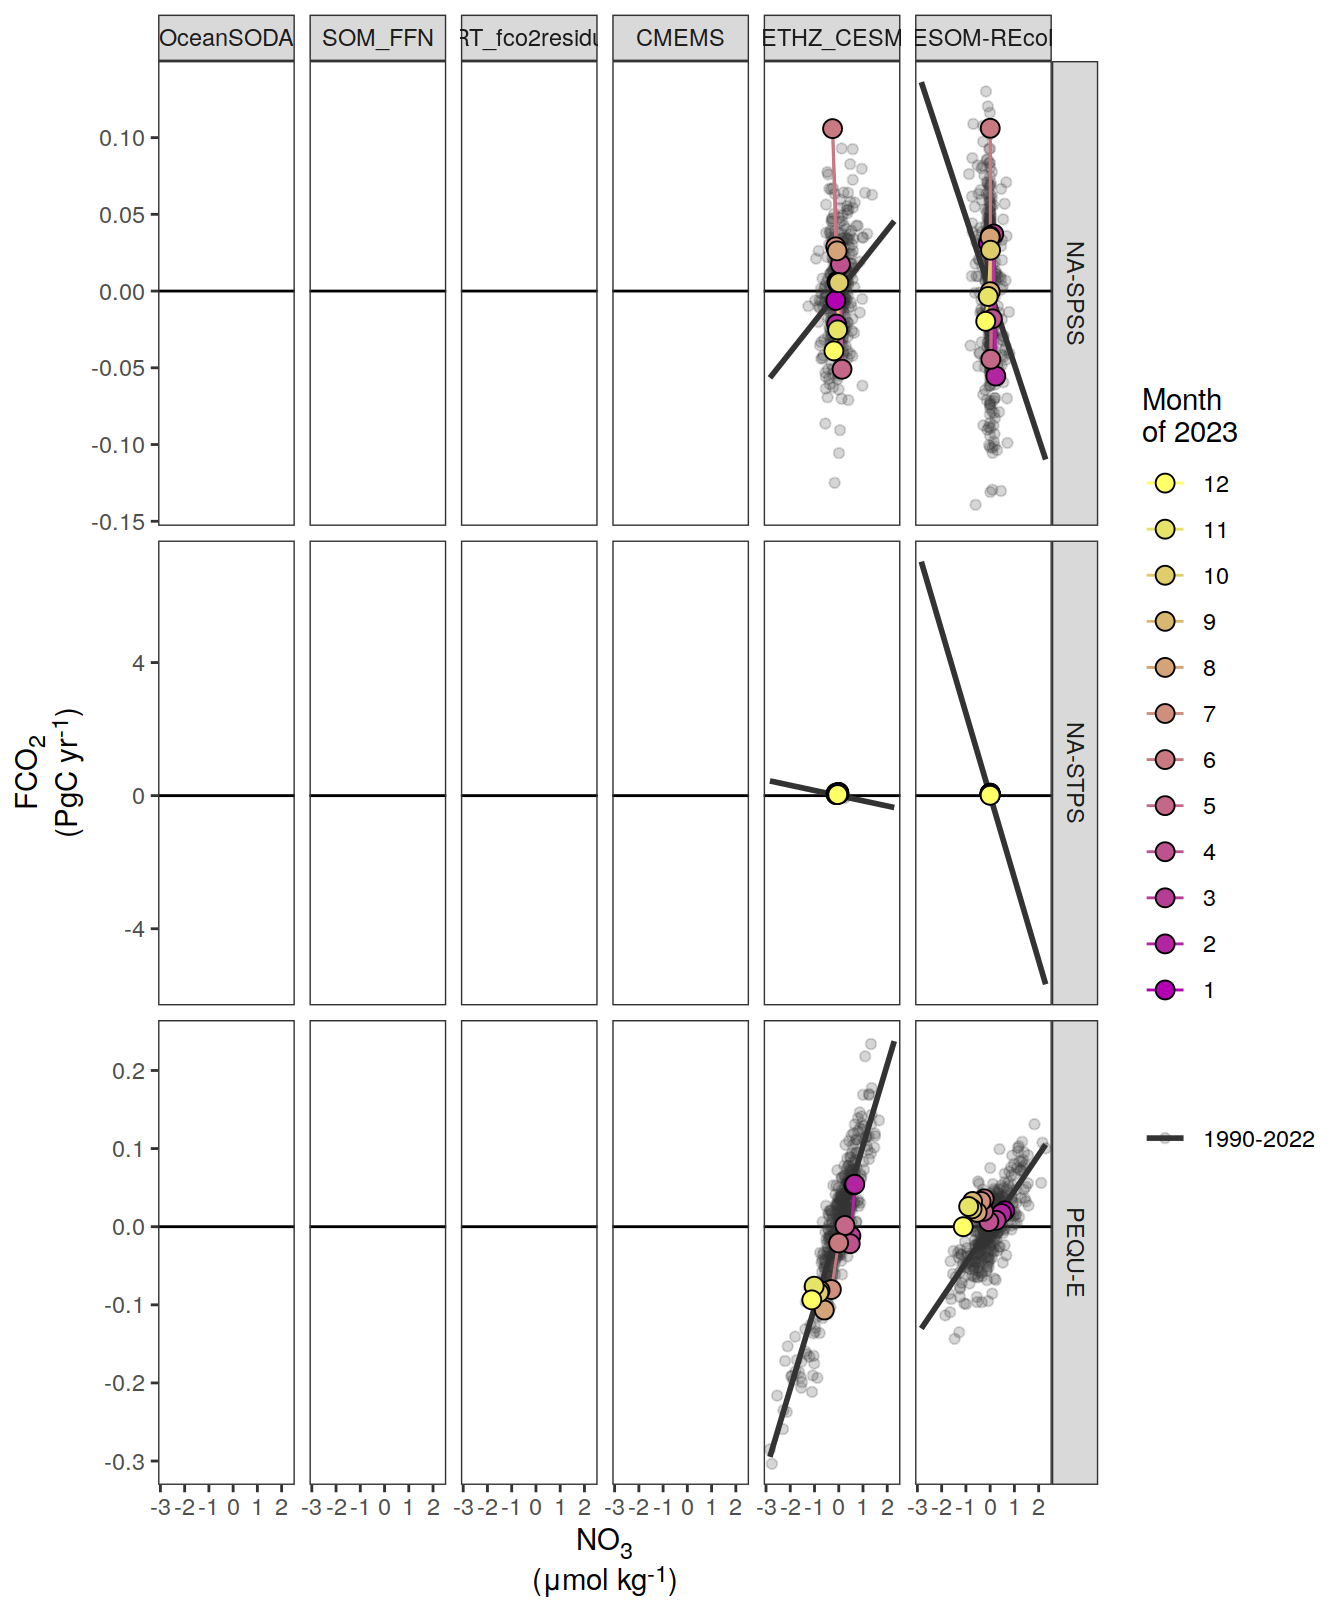 OceanSODA SOM_FFN RT_fco2residu CMEMS ETHZ_CESM ESOM-REcoM
0.10
0.05
0.00
-0.05
-0.10
-0.15
NA-SPSS
4
0
-4
NA-STPS
0.2
0.1
0.0
-0.1
-0.2
-0.3
PEQU-E
-3 -2 -1 0 1 2 -3 -2 -1 0 1 2 -3 -2 -1 0 1 2 -3 -2 -1 0 1 2 -3 -2 -1 0 1 2 -3 -2 -1 0 1 2
NO₃
(μmol kg⁻¹)
FCO₂
(PgC yr⁻¹)
Month
of 2023
12
11
10
9
8
7
6
5
4
3
2
1
1990-2022